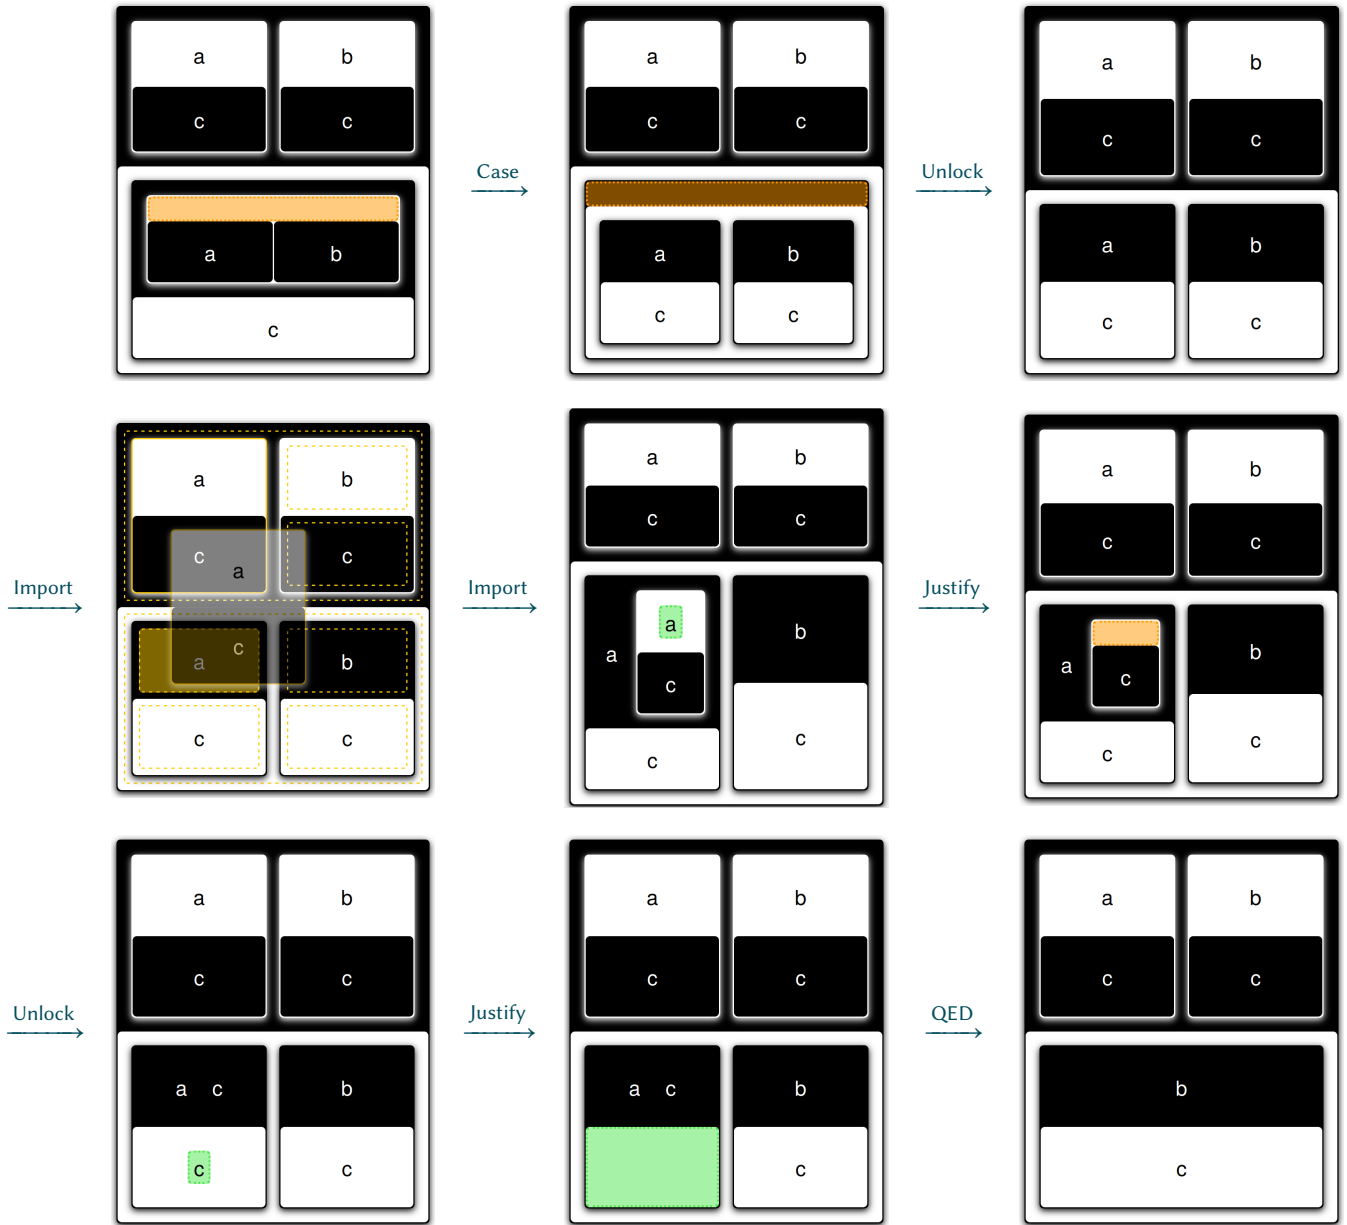 a b a b a b
c c c c c c
Case Unlock
a b a b a b
c c c c c
a b a b a b
c a c c c c c
Import Import Justify
a c b a a b a c b
c c c c c c c
a b a b a b
c c c c c c
Unlock Justify QED
a c b a c b b
c c c c